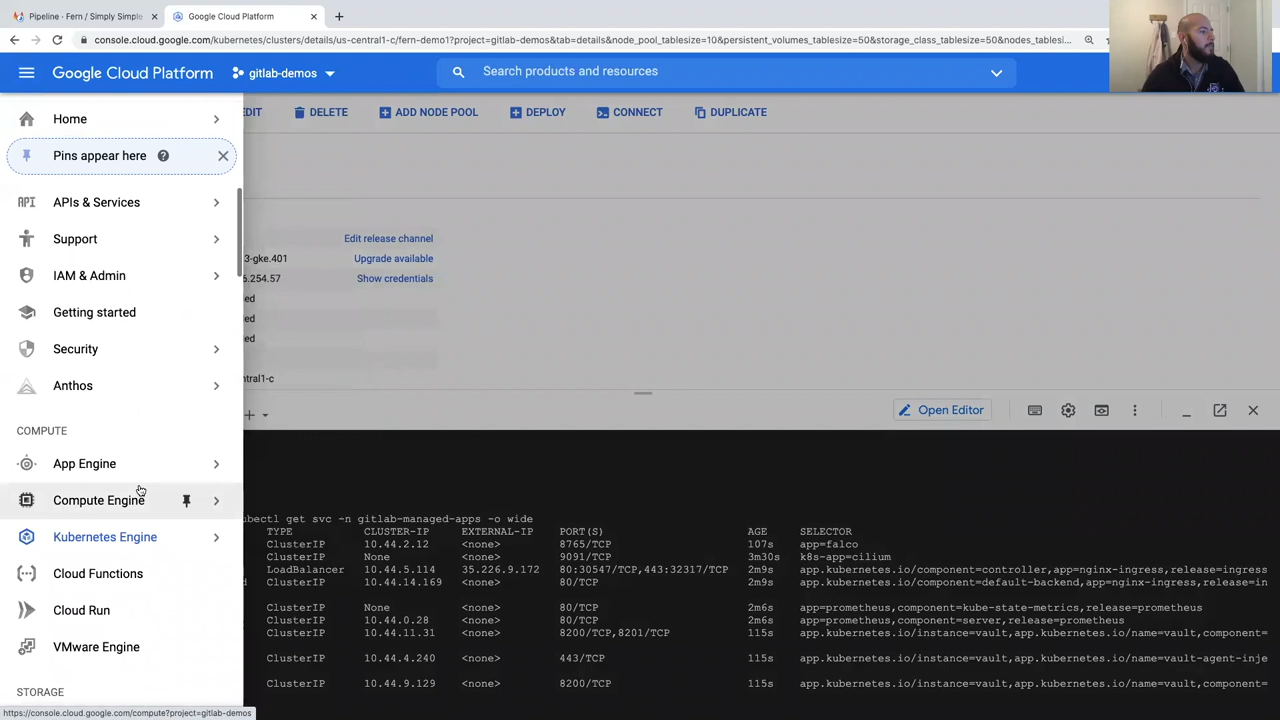 Pipeline · Fern / Simply Simple
Google Cloud Platform
console.cloud.google.com/kubernetes/clusters/details/us-central1-c/fern-demo1?project=gitlab-demos&tab=details&node_pool_tablesize=10&persistent_volumes_tablesize=50&storage_class_tablesize=50&nodes_tablesi...
Google Cloud Platform
gitlab-demos
Search products and resources
EDIT
DELETE
ADD NODE POOL
DEPLOY
CONNECT
DUPLICATE
Home
Pins appear here
API APIs & Services
Support
IAM & Admin
Getting started
Security
Anthos
COMPUTE
App Engine
Compute Engine
Kubernetes Engine
Cloud Functions
Cloud Run
VMware Engine
STORAGE
https://console.cloud.google.com/compute?project=gitlab-demos
Edit release channel
3-gke.401 Upgrade available
6.254.57 Show credentials
ed
led
ed
ntral1-c
Open Editor
ubectl get svc -n gitlab-managed-apps -o wide
TYPE CLUSTER-IP EXTERNAL-IP PORT(S) AGE SELECTOR
ClusterIP 10.44.2.12 <none> 8765/TCP 107s app=falco
ClusterIP None <none> 9091/TCP 3m30s k8s-app=cilium
LoadBalancer 10.44.5.114 35.226.9.172 80:30547/TCP,443:32317/TCP 2m9s app.kubernetes.io/component=controller,app=nginx-ingress,release=ingress
d ClusterIP 10.44.14.169 <none> 80/TCP 2m9s app.kubernetes.io/component=default-backend,app=nginx-ingress,release=in
ClusterIP None <none> 80/TCP 2m6s app=prometheus,component=kube-state-metrics,release=prometheus
ClusterIP 10.44.0.28 <none> 80/TCP 2m6s app=prometheus,component=server,release=prometheus
ClusterIP 10.44.11.31 <none> 8200/TCP,8201/TCP 115s app.kubernetes.io/instance=vault,app.kubernetes.io/name=vault,component=
ClusterIP 10.44.4.240 <none> 443/TCP 115s app.kubernetes.io/instance=vault,app.kubernetes.io/name=vault-agent-inje
ClusterIP 10.44.9.129 <none> 8200/TCP 115s app.kubernetes.io/instance=vault,app.kubernetes.io/name=vault,component=